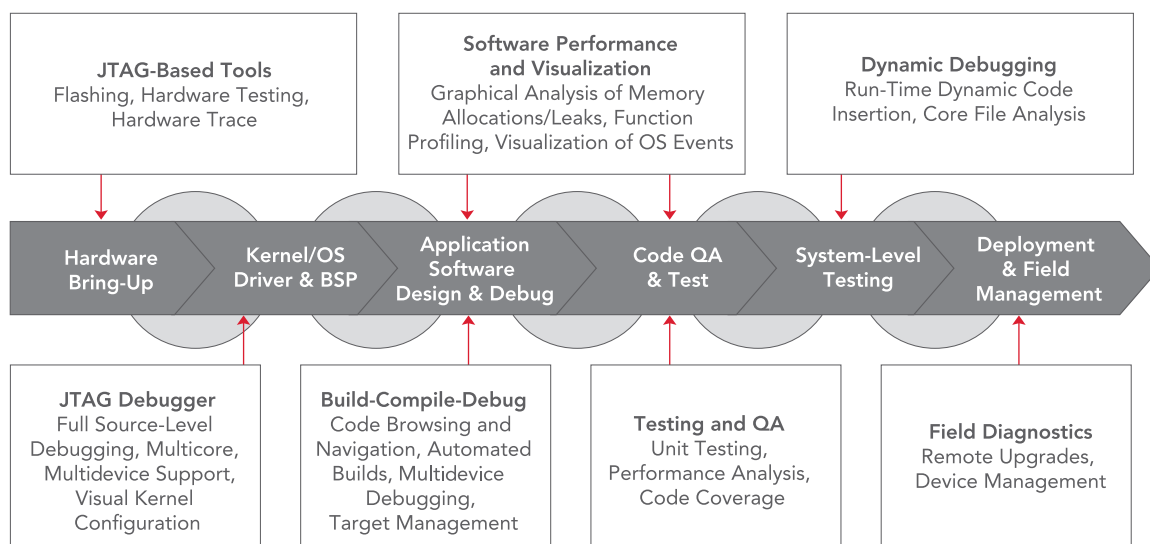 JTAG-Based Tools
Flashing, Hardware Testing,
Hardware Trace
Software Performance
and Visualization
Graphical Analysis of Memory
Allocations/Leaks, Function
Profiling, Visualization of OS Events
Dynamic Debugging
Run-Time Dynamic Code
Insertion, Core File Analysis
Hardware
Bring-Up
Kernel/OS
Driver & BSP
Application
Software
Design & Debug
Code QA
& Test
System-Level
Testing
Deployment
& Field
Management
JTAG Debugger
Full Source-Level
Debugging, Multicore,
Multidevice Support,
Visual Kernel
Configuration
Build-Compile-Debug
Code Browsing and
Navigation, Automated
Builds, Multidevice
Debugging,
Target Management
Testing and QA
Unit Testing,
Performance Analysis,
Code Coverage
Field Diagnostics
Remote Upgrades,
Device Management